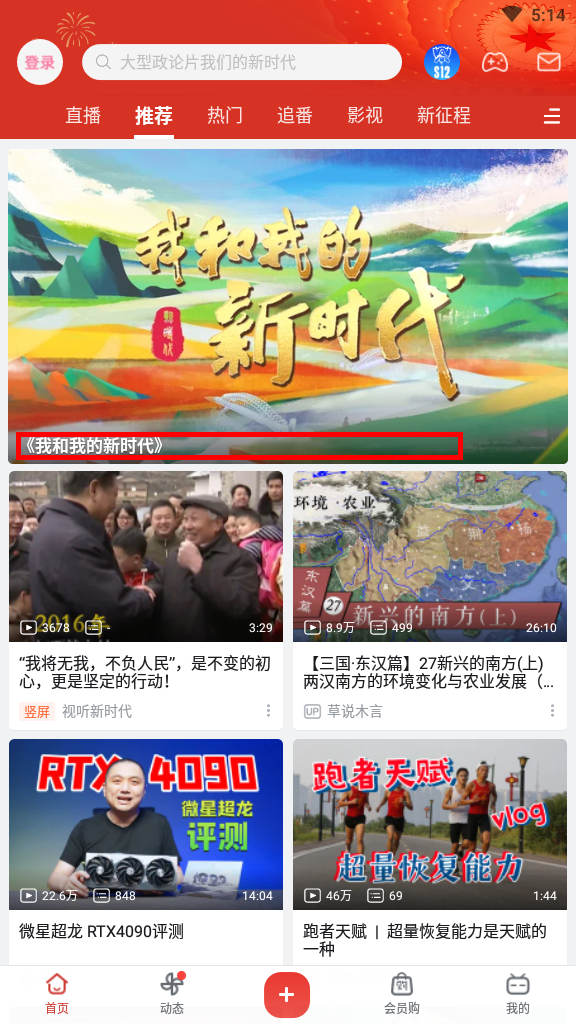 5:14
登录
大型政论片我们的新时代
S12
直播 推荐 热门 追番 影视 新征程
我和我的
新时代
《我和我的新时代》
2016年
3678 - 3:29
“我将无我，不负人民”，是不变的初
心，更是坚定的行动！
竖屏 视听新时代
环境·农业
益 荆 扬
东汉篇 27 新兴的南方(上)
8.9万 499 26:10
【三国·东汉篇】27新兴的南方(上)
两汉南方的环境变化与农业发展（...
UP 草说木言
RTX 4090
微星超龙
评测
22.6万 848 14:04
微星超龙 RTX4090评测
跑者天赋
vlog
超量恢复能力
46万 69 1:44
跑者天赋 | 超量恢复能力是天赋的
一种
首页 动态 会员购 我的